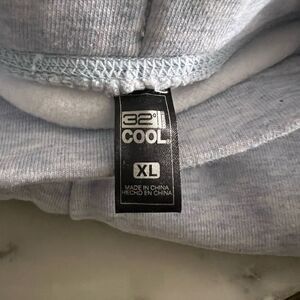 32°
COOL
XL
MADE IN CHINA
HECHO EN CHINA